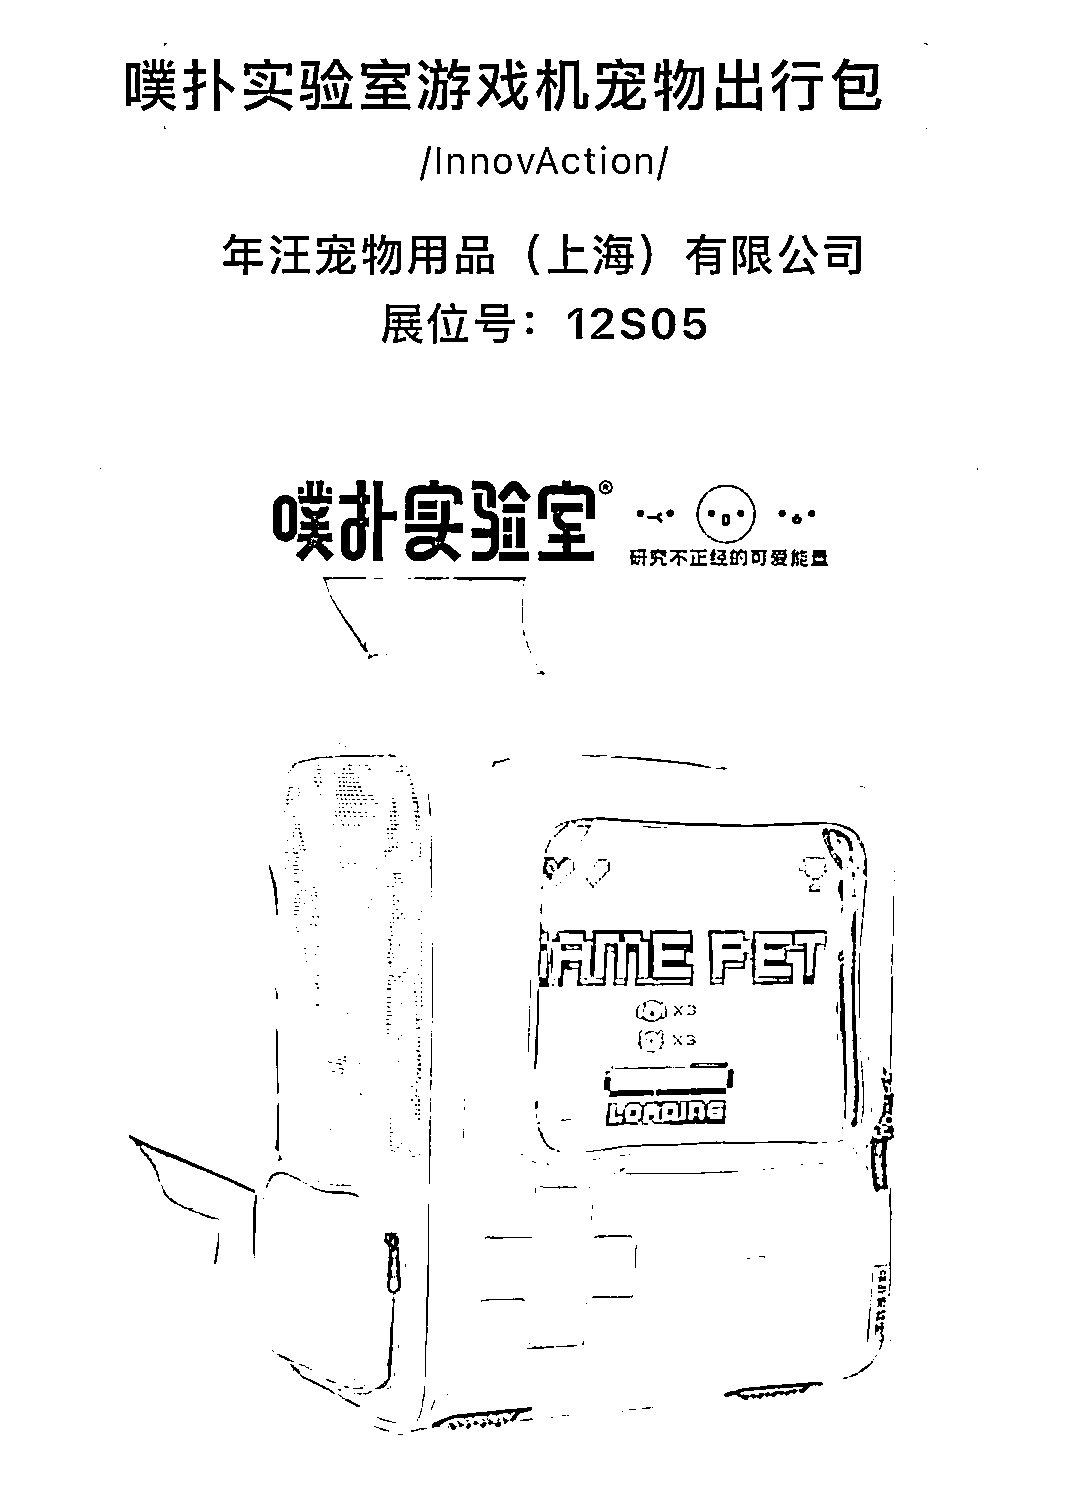 噗扑实验室游戏机宠物出行包
/InnovAction/
年汪宠物用品（上海）有限公司
展位号：12S05
噗扑实验室®
研究不正经的可爱能量
GAME PET
X3
X3
LOADING